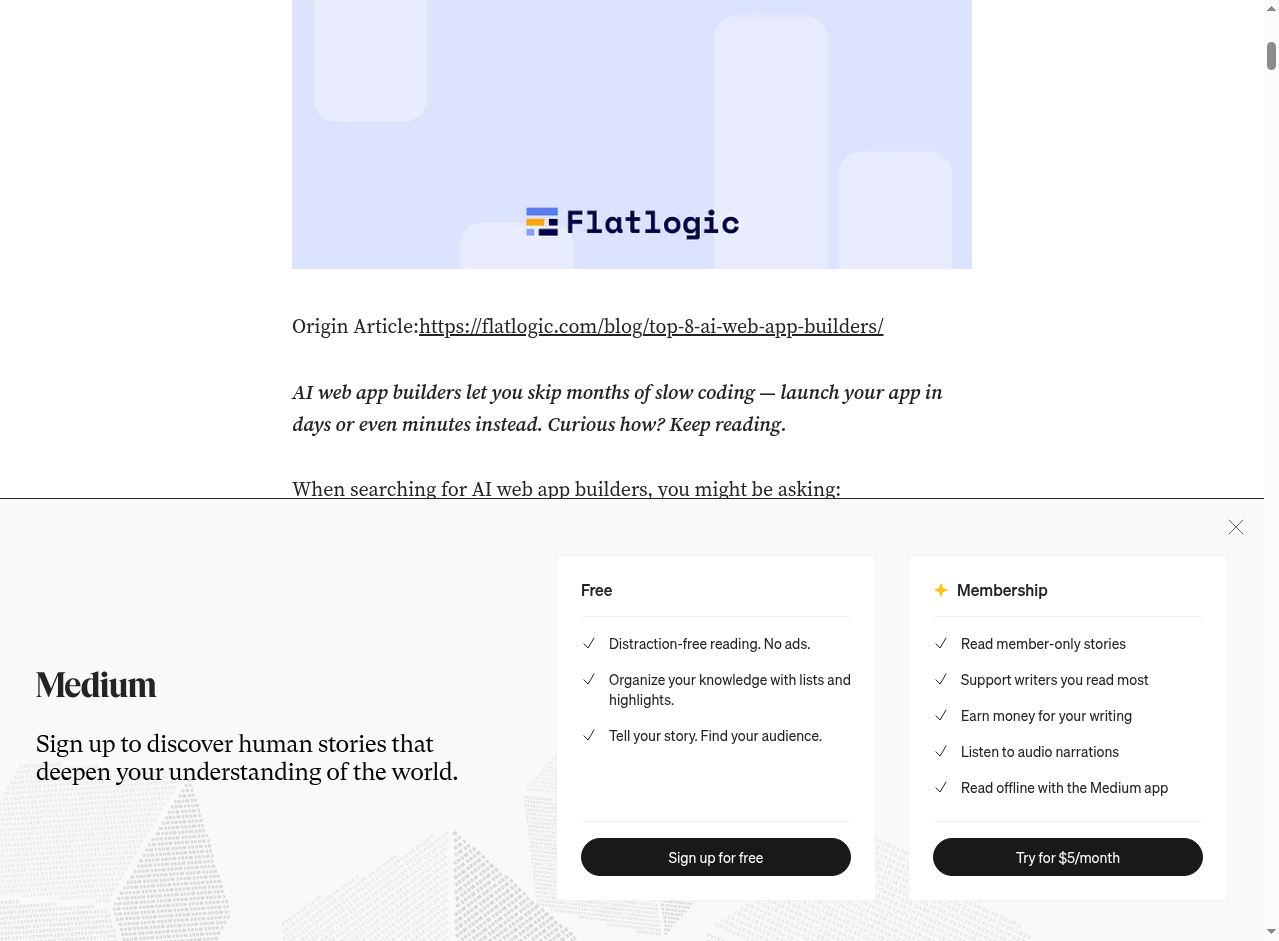 Flatlogic
Origin Article:https://flatlogic.com/blog/top-8-ai-web-app-builders/
AI web app builders let you skip months of slow coding — launch your app in
days or even minutes instead. Curious how? Keep reading.
When searching for AI web app builders, you might be asking:
Medium
Sign up to discover human stories that
deepen your understanding of the world.
Free
Distraction-free reading. No ads.
Organize your knowledge with lists and
highlights.
Tell your story. Find your audience.
Sign up for free
Membership
Read member-only stories
Support writers you read most
Earn money for your writing
Listen to audio narrations
Read offline with the Medium app
Try for $5/month